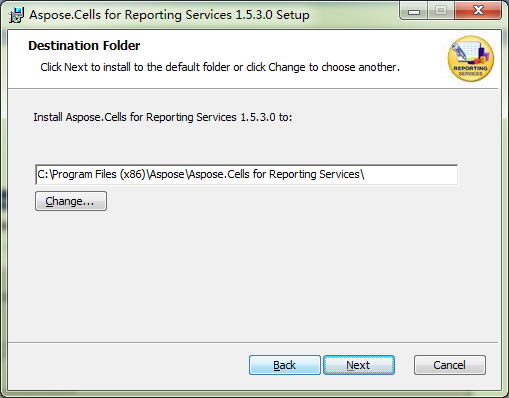 Aspose.Cells for Reporting Services 1.5.3.0 Setup
Destination Folder
Click Next to install to the default folder or click Change to choose another.
REPORTING
SERVICES
Install Aspose.Cells for Reporting Services 1.5.3.0 to:
C:\Program Files (x86)\Aspose\Aspose.Cells for Reporting Services\
Change...
Back Next Cancel